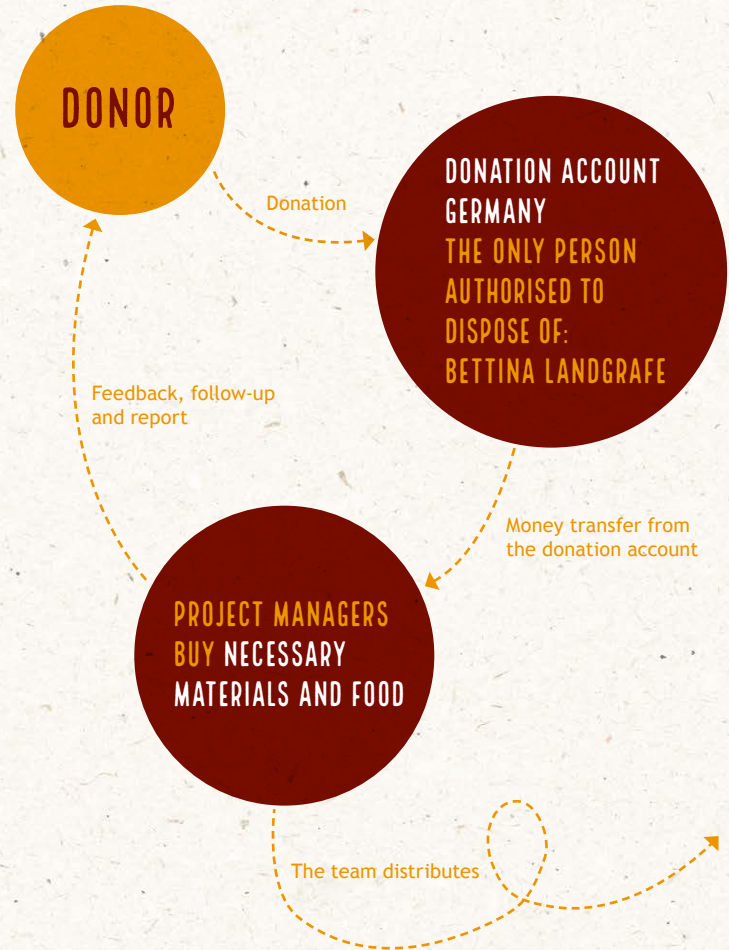 DONOR
Donation
DONATION ACCOUNT
GERMANY
THE ONLY PERSON
AUTHORISED TO
DISPOSE OF:
BETTINA LANDGRAFE
Feedback, follow-up
and report
Money transfer from
the donation account
PROJECT MANAGERS
BUY NECESSARY
MATERIALS AND FOOD
The team distributes